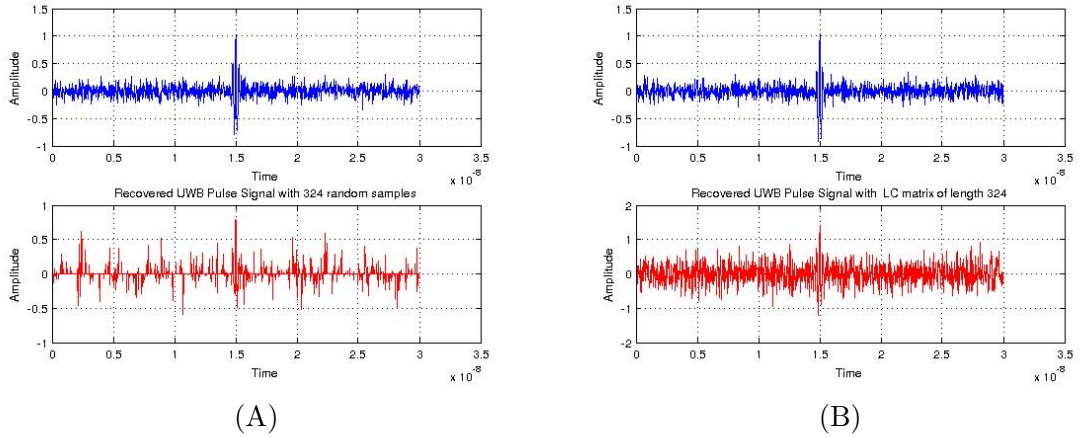 1.5
1
0.5
0
-0.5
-1
Amplitude
0 0.5 1 1.5 2 2.5 3 3.5
Time
x 10 -8
Recovered UWB Pulse Signal with 324 random samples
1
0.5
0
-0.5
-1
Amplitude
0 0.5 1 1.5 2 2.5 3 3.5
Time
x 10 -8
(A)
1.5
1
0.5
0
-0.5
-1
Amplitude
0 0.5 1 1.5 2 2.5 3 3.5
Time
x 10 -8
Recovered UWB Pulse Signal with LC matrix of length 324
2
1
0
-1
-2
Amplitude
0 0.5 1 1.5 2 2.5 3 3.5
Time
x 10 -8
(B)